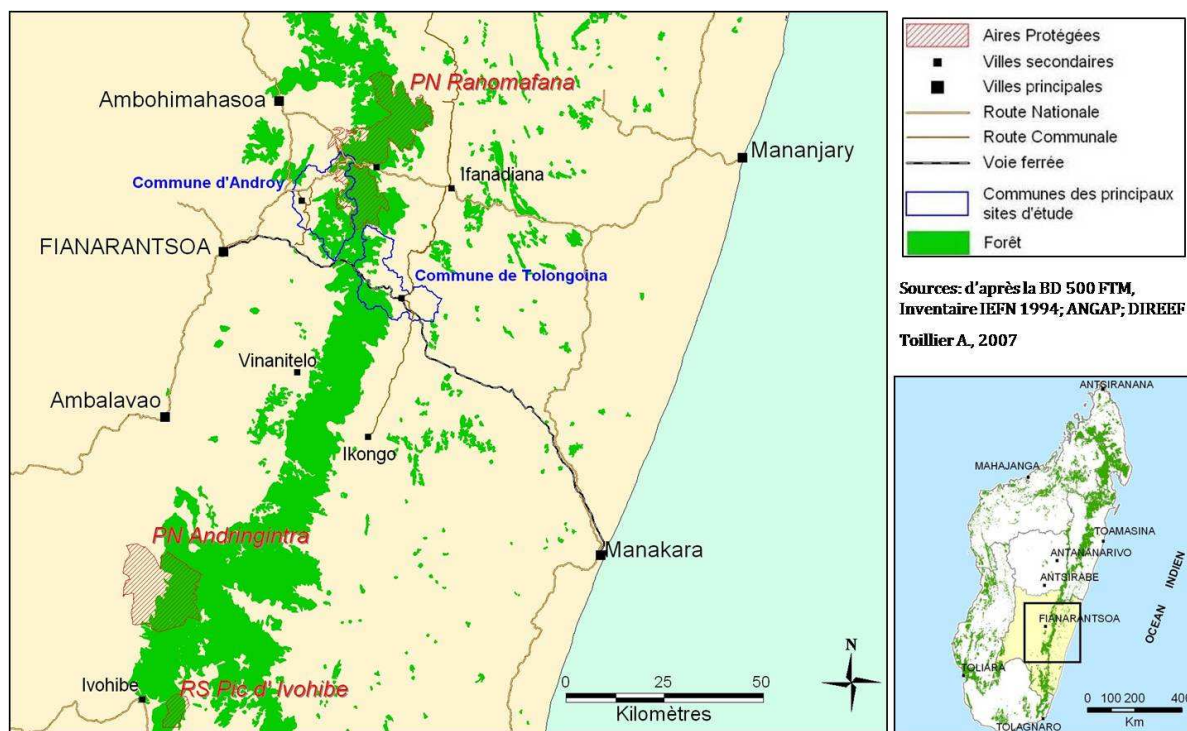 PN Ranomafana
Ambohimahasoa
Mananjary
Commune d'Androy
Ifanadiana
FIANARANTSOA
Commune de Tolongoina
Vinanitelo
Ambalavao
Ikongo
PN Andringintra
Manakara
Ivohibe
RS Pic d' Ivohibe
N
0 25 50
Kilomètres
Aires Protégées
Villes secondaires
Villes principales
Route Nationale
Route Communale
Voie ferrée
Communes des principaux
sites d'étude
Forêt
Sources: d'après la BD 500 FTM,
Inventaire IEFN 1994; ANGAP; DIREEF
Toillier A., 2007
ANTSIRANANA
MAHAJANGA
TOAMASINA
ANTANANARIVO
ANTSIRABE
FIANARANTSOA
OCEAN INDIEN
TOLIARA
TOLAGNARO
0 100 200 400
Km